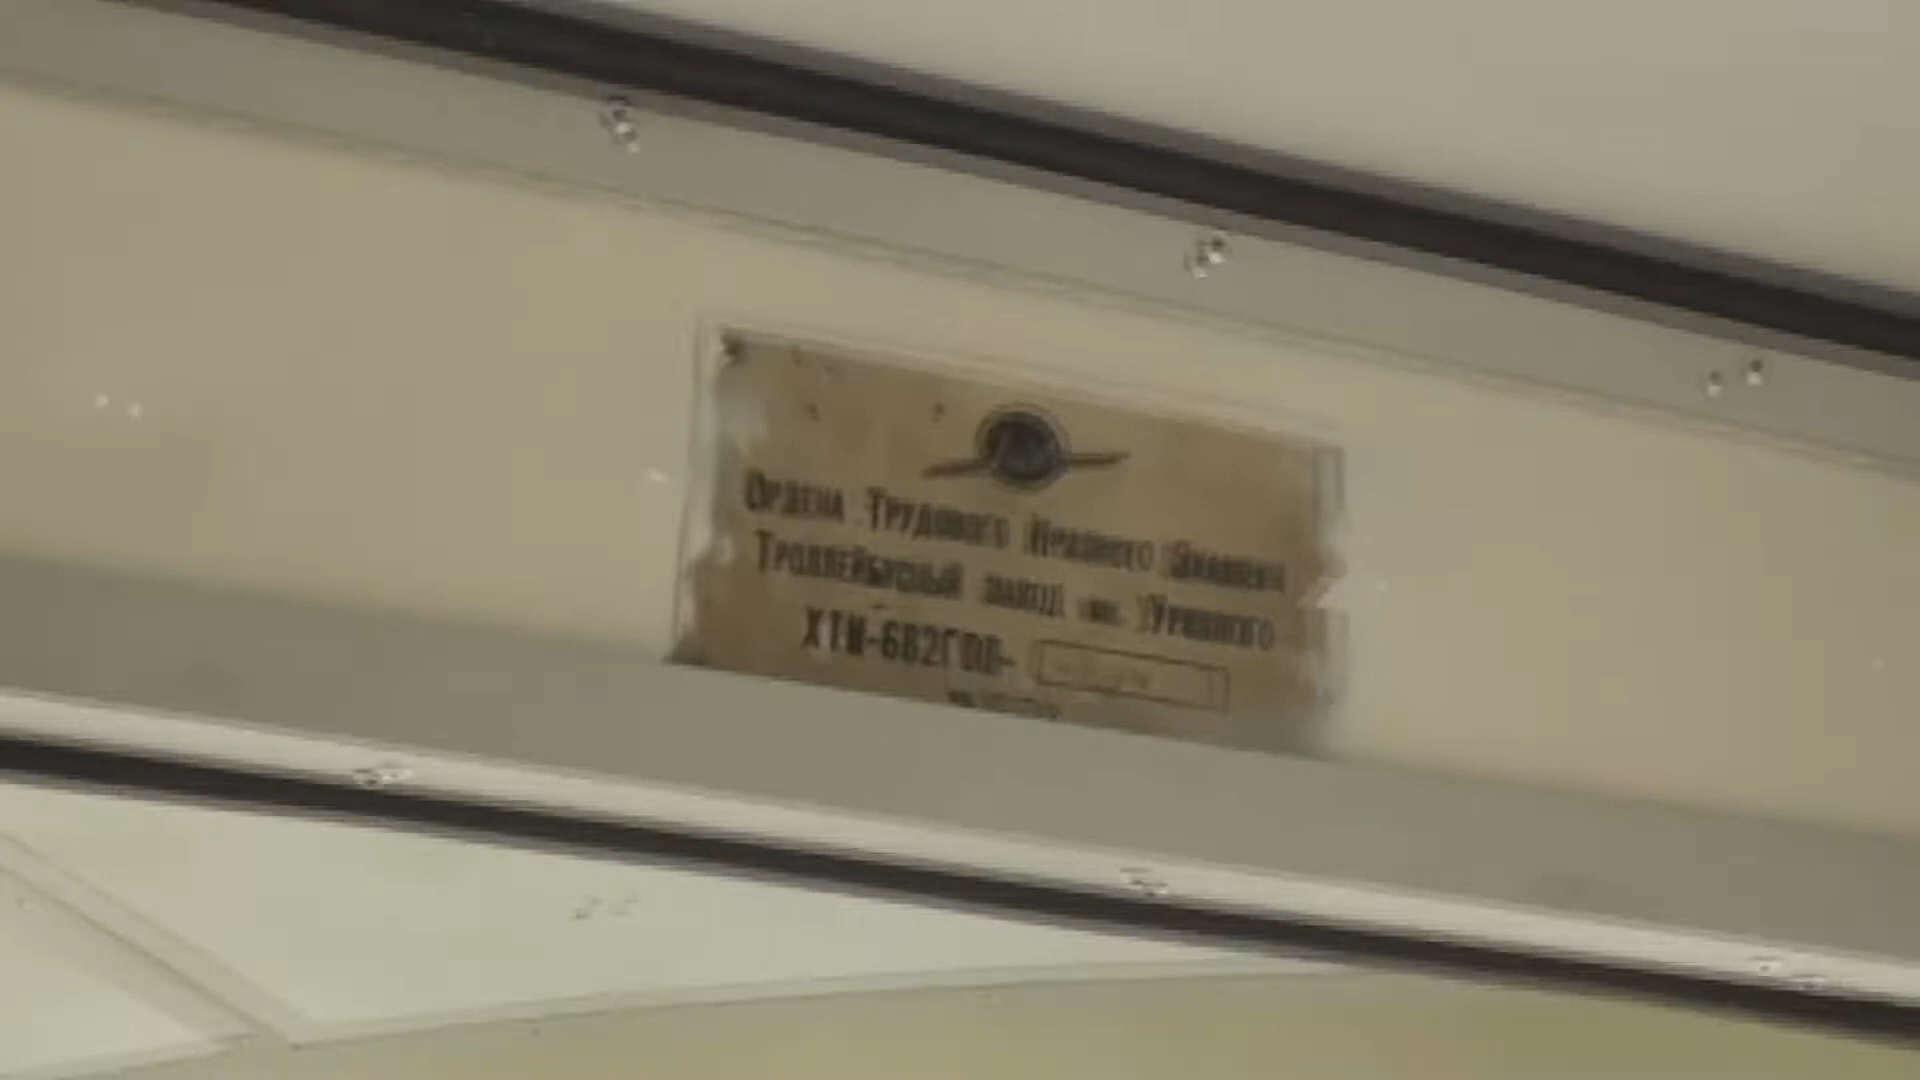 Ордена Трудового Красного Знамени
Троллейбусный завод им. Урицкого
ХТИ-682Г00-